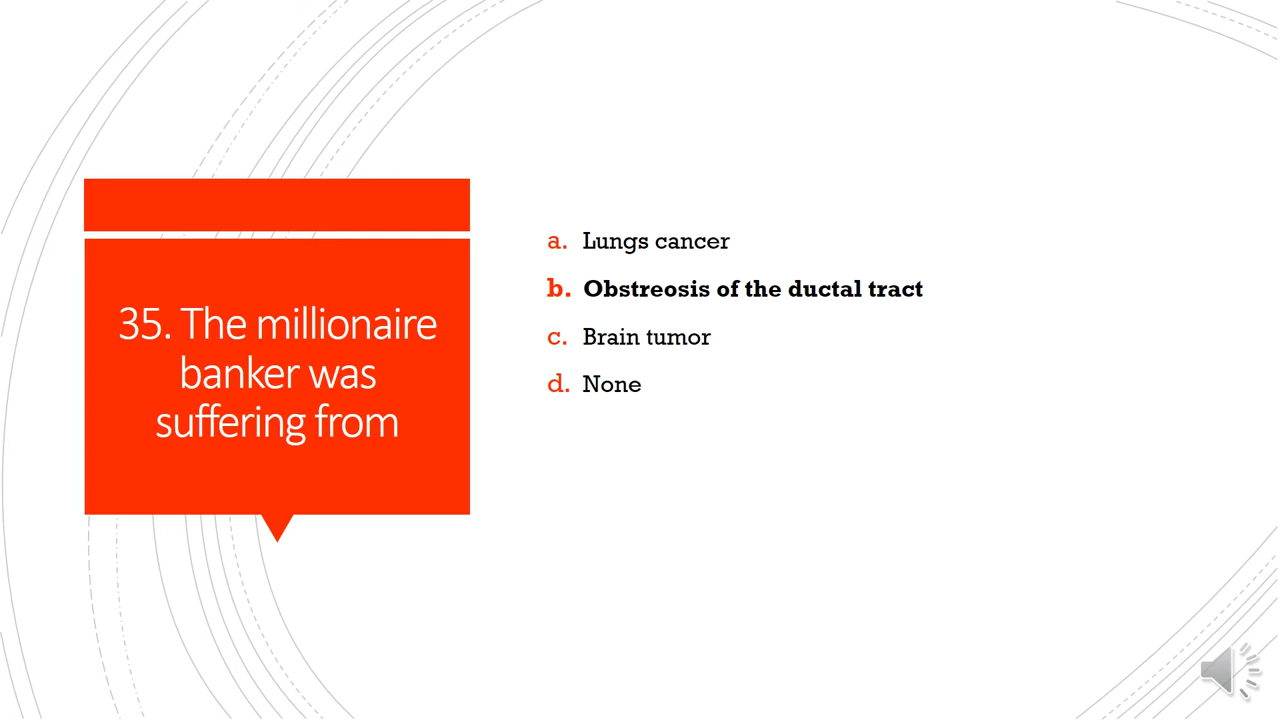 35. The millionaire
banker was
suffering from
a. Lungs cancer
b. Obstreosis of the ductal tract
c. Brain tumor
d. None